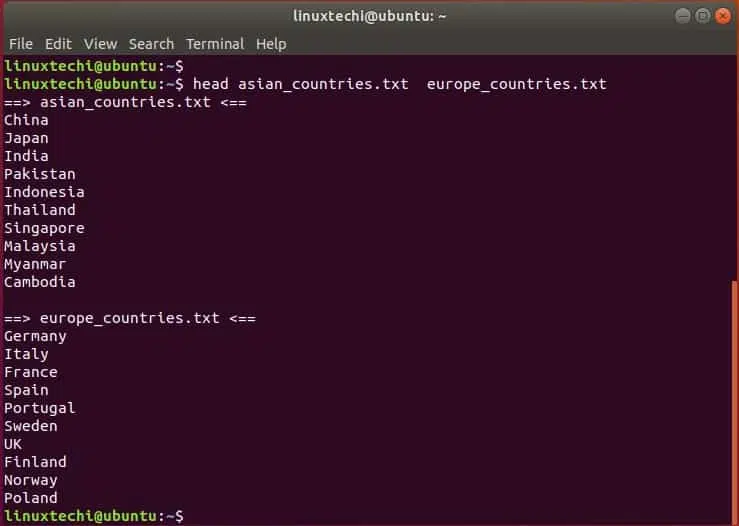 linuxtechi@ubuntu: ~
File Edit View Search Terminal Help
linuxtechi@ubuntu:~$
linuxtechi@ubuntu:~$ head asian_countries.txt  europe_countries.txt
==> asian_countries.txt <==
China
Japan
India
Pakistan
Indonesia
Thailand
Singapore
Malaysia
Myanmar
Cambodia

==> europe_countries.txt <==
Germany
Italy
France
Spain
Portugal
Sweden
UK
Finland
Norway
Poland
linuxtechi@ubuntu:~$